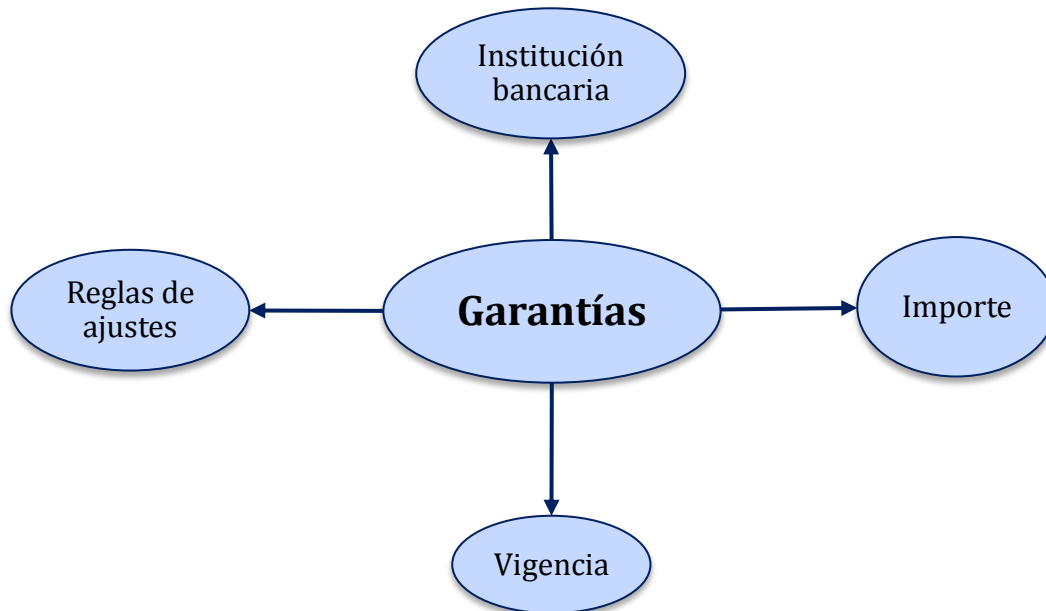 Institución
bancaria
Reglas de
ajustes
Garantías
Importe
Vigencia